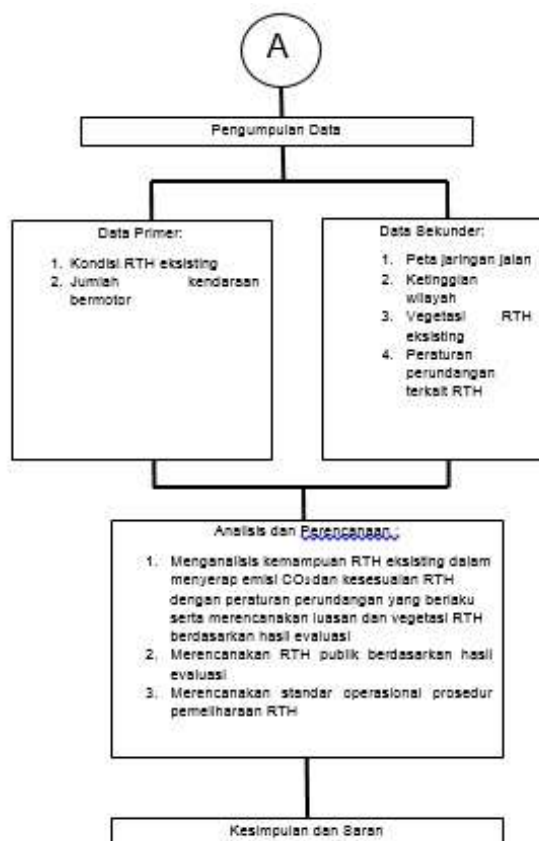 A
Pengumpulan Data
Data Primer:
1. Kondisi RTH eksisting
2. Jumlah kendaraan
bermotor
Data Sekunder:
1. Peta jaringan jalan
2. Ketinggian
wilayah
3. Vegetasi RTH
eksisting
4. Peraturan
perundangan
terkait RTH
Analisis dan Perencanaan :
1. Menganalisis kemampuan RTH eksisting dalam
menyerap emisi CO₂ dan kesesuaian RTH
dengan peraturan perundangan yang berlaku
serta merencanakan luasan dan vegetasi RTH
berdasarkan hasil evaluasi
2. Merencanakan RTH publik berdasarkan hasil
evaluasi
3. Merencanakan standar operasional prosedur
pemeliharaan RTH
Kesimpulan dan Saran